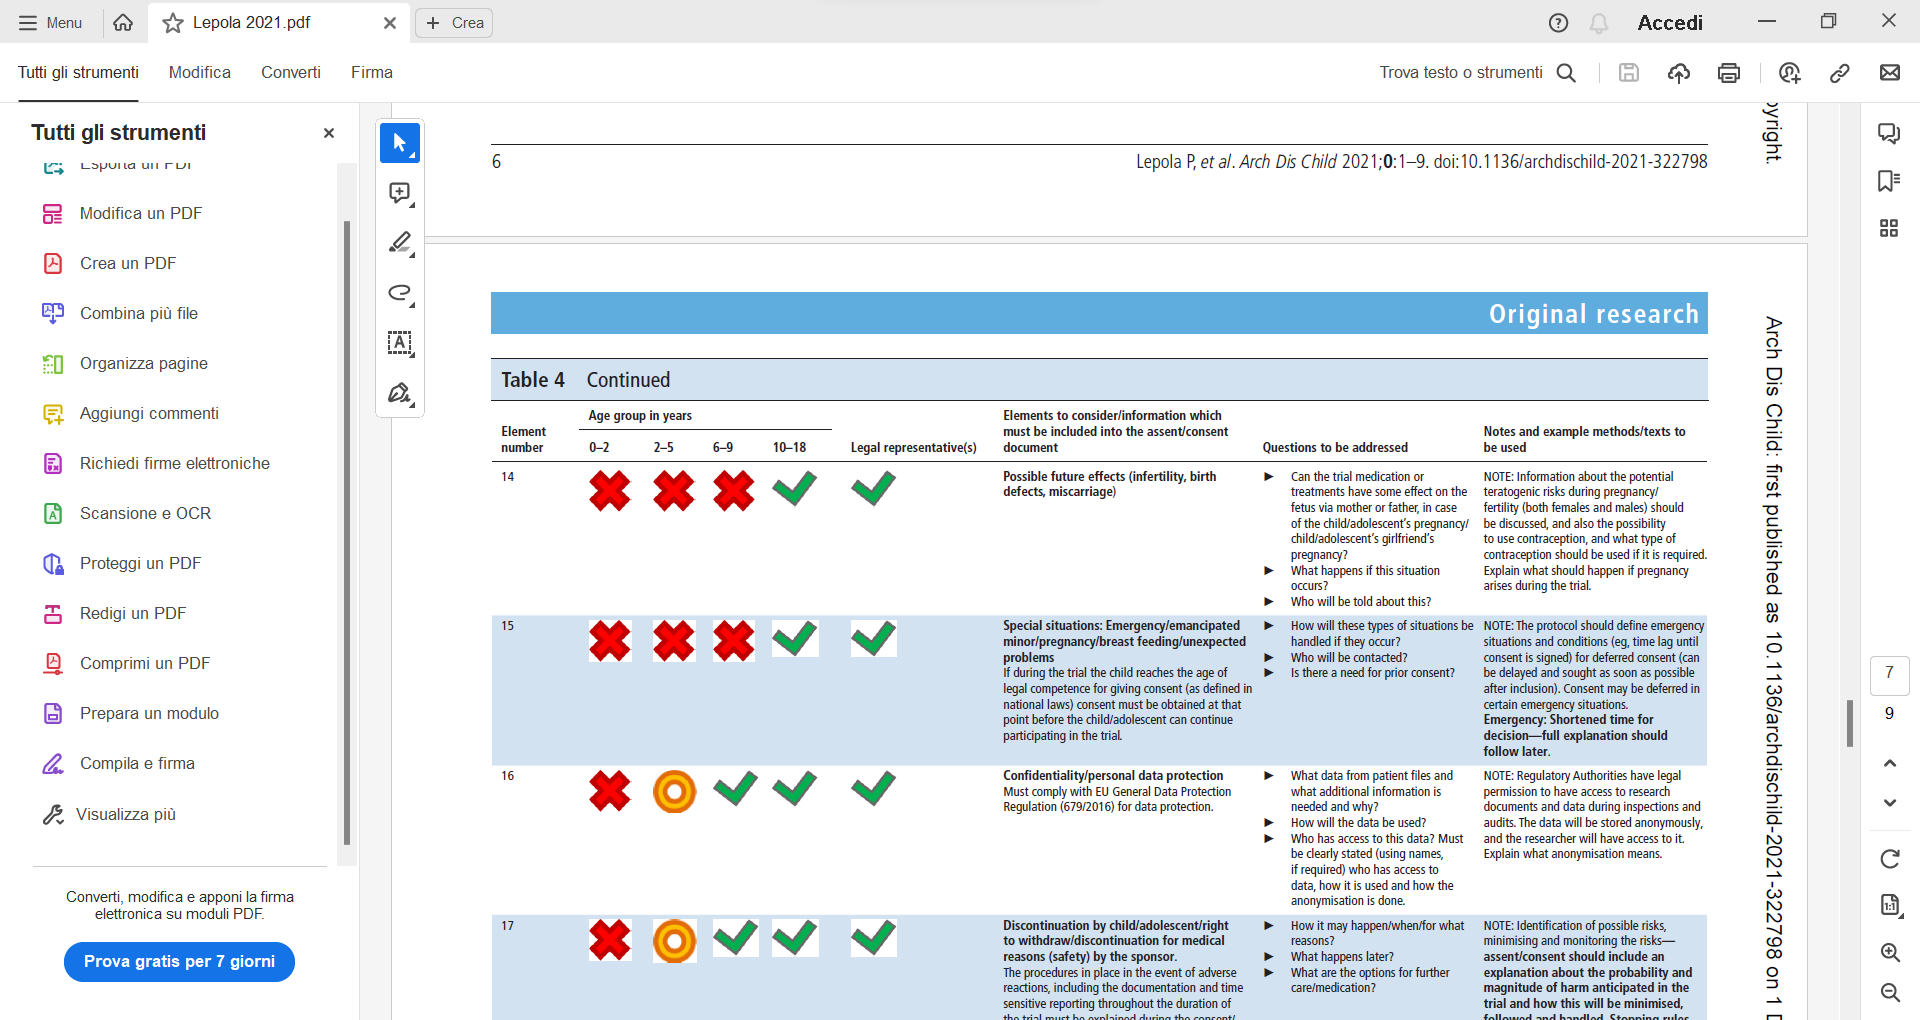 Menu
Lepola 2021.pdf
Crea
Accedi
Tutti gli strumenti
Modifica
Converti
Firma
Trova testo o strumenti
Tutti gli strumenti
Esporta un PDF
Modifica un PDF
Crea un PDF
Combina più file
Organizza pagine
Aggiungi commenti
Richiedi firme elettroniche
Scansione e OCR
Proteggi un PDF
Redigi un PDF
Comprimi un PDF
Prepara un modulo
Compila e firma
Visualizza più
Converti, modifica e apponi la firma
elettronica su moduli PDF.
Prova gratis per 7 giorni
6
Lepola P, et al. Arch Dis Child 2021;0:1–9. doi:10.1136/archdischild-2021-322798
Original research
Table 4 Continued
Element
number
Age group in years
0–2
2–5
6–9
10–18
Legal representative(s)
Elements to consider/information which
must be included into the assent/consent
document
Questions to be addressed
Notes and example methods/texts to
be used
14
Possible future effects (infertility, birth
defects, miscarriage)
► Can the trial medication or
treatments have some effect on the
fetus via mother or father, in case
of the child/adolescent's pregnancy/
child/adolescent's girlfriend's
pregnancy?
► What happens if this situation
occurs?
► Who will be told about this?
NOTE: Information about the potential
teratogenic risks during pregnancy/
fertility (both females and males) should
be discussed, and also the possibility
to use contraception, and what type of
contraception should be used if it is required.
Explain what should happen if pregnancy
arises during the trial.
15
Special situations: Emergency/emancipated
minor/pregnancy/breast feeding/unexpected
problems
If during the trial the child reaches the age of
legal competence for giving consent (as defined in
national laws) consent must be obtained at that
point before the child/adolescent can continue
participating in the trial.
► How will these types of situations be
handled if they occur?
► Who will be contacted?
► Is there a need for prior consent?
NOTE: The protocol should define emergency
situations and conditions (eg, time lag until
consent is signed) for deferred consent (can
be delayed and sought as soon as possible
after inclusion). Consent may be deferred in
certain emergency situations.
Emergency: Shortened time for
decision—full explanation should
follow later.
16
Confidentiality/personal data protection
Must comply with EU General Data Protection
Regulation (679/2016) for data protection.
► What data from patient files and
what additional information is
needed and why?
► How will the data be used?
► Who has access to this data? Must
be clearly stated (using names,
if required) who has access to
data, how it is used and how the
anonymisation is done.
NOTE: Regulatory Authorities have legal
permission to have access to research
documents and data during inspections and
audits. The data will be stored anonymously,
and the researcher will have access to it.
Explain what anonymisation means.
17
Discontinuation by child/adolescent/right
to withdraw/discontinuation for medical
reasons (safety) by the sponsor.
The procedures in place in the event of adverse
reactions, including the documentation and time
sensitive reporting throughout the duration of
the trial must be explained during the consent/
► How it may happen/when/for what
reasons?
► What happens later?
► What are the options for further
care/medication?
NOTE: Identification of possible risks,
minimising and monitoring the risks—
assent/consent should include an
explanation about the probability and
magnitude of harm anticipated in the
trial and how this will be minimised,
followed and handled. Stopping rules
yright.
Arch Dis Child: first published as 10.1136/archdischild-2021-322798 on 1
7
9